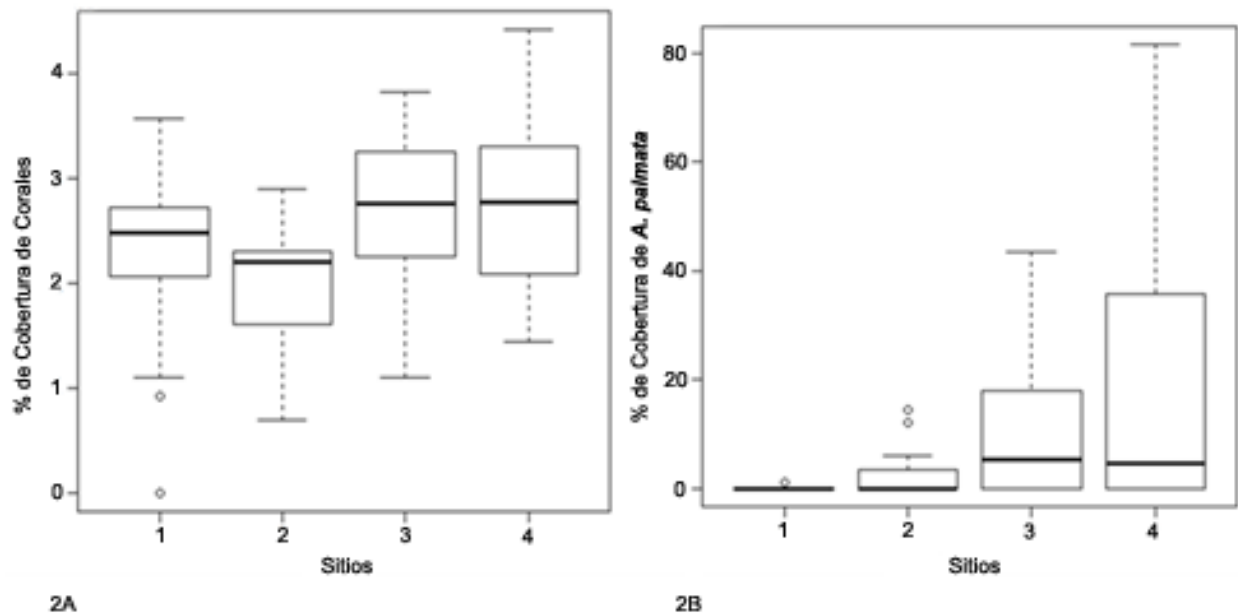 % de Cobertura de Corales
4
3
2
1
0
1 2 3 4
Sitios
2A
% de Cobertura de A. palmata
80
60
40
20
0
1 2 3 4
Sitios
2B